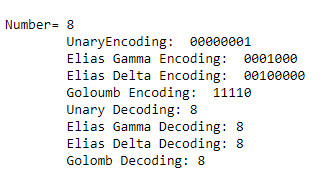 Number= 8
UnaryEncoding:  00000001
Elias Gamma Encoding:  0001000
Elias Delta Encoding:  00100000
Goloumb Encoding:  11110
Unary Decoding: 8
Elias Gamma Decoding: 8
Elias Delta Decoding: 8
Golomb Decoding: 8